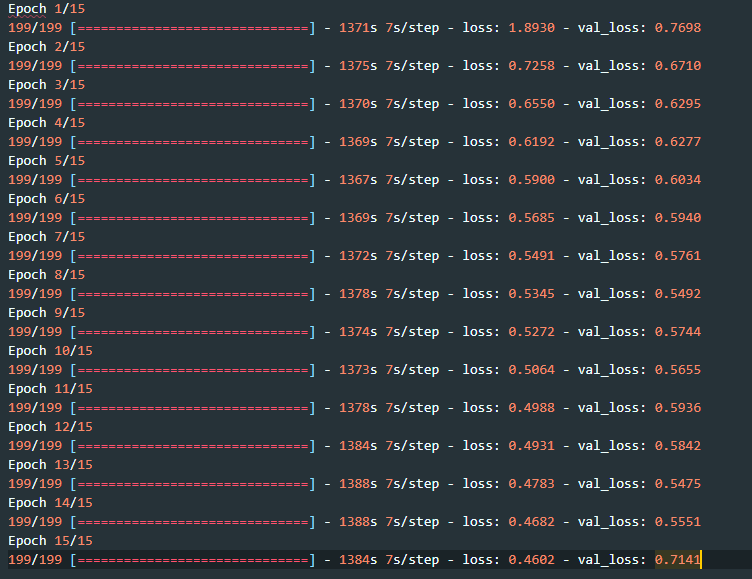 Epoch 1/15
199/199 [==============================] - 1371s 7s/step - loss: 1.8930 - val_loss: 0.7698
Epoch 2/15
199/199 [==============================] - 1375s 7s/step - loss: 0.7258 - val_loss: 0.6710
Epoch 3/15
199/199 [==============================] - 1370s 7s/step - loss: 0.6550 - val_loss: 0.6295
Epoch 4/15
199/199 [==============================] - 1369s 7s/step - loss: 0.6192 - val_loss: 0.6277
Epoch 5/15
199/199 [==============================] - 1367s 7s/step - loss: 0.5900 - val_loss: 0.6034
Epoch 6/15
199/199 [==============================] - 1369s 7s/step - loss: 0.5685 - val_loss: 0.5940
Epoch 7/15
199/199 [==============================] - 1372s 7s/step - loss: 0.5491 - val_loss: 0.5761
Epoch 8/15
199/199 [==============================] - 1378s 7s/step - loss: 0.5345 - val_loss: 0.5492
Epoch 9/15
199/199 [==============================] - 1374s 7s/step - loss: 0.5272 - val_loss: 0.5744
Epoch 10/15
199/199 [==============================] - 1373s 7s/step - loss: 0.5064 - val_loss: 0.5655
Epoch 11/15
199/199 [==============================] - 1378s 7s/step - loss: 0.4988 - val_loss: 0.5936
Epoch 12/15
199/199 [==============================] - 1384s 7s/step - loss: 0.4931 - val_loss: 0.5842
Epoch 13/15
199/199 [==============================] - 1388s 7s/step - loss: 0.4783 - val_loss: 0.5475
Epoch 14/15
199/199 [==============================] - 1388s 7s/step - loss: 0.4682 - val_loss: 0.5551
Epoch 15/15
199/199 [==============================] - 1384s 7s/step - loss: 0.4602 - val_loss: 0.7141